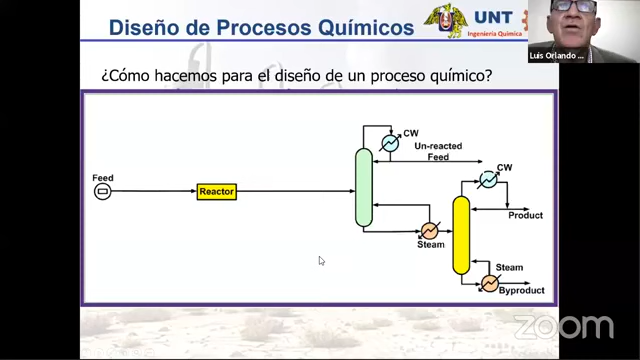 Diseño de Procesos Químicos
UNT
Ingeniería Química
Luis Orlando ...
¿Cómo hacemos para el diseño de un proceso químico?
CW
Un-reacted
Feed
CW
Feed
Reactor
Product
Steam
Steam
Byproduct
zoom